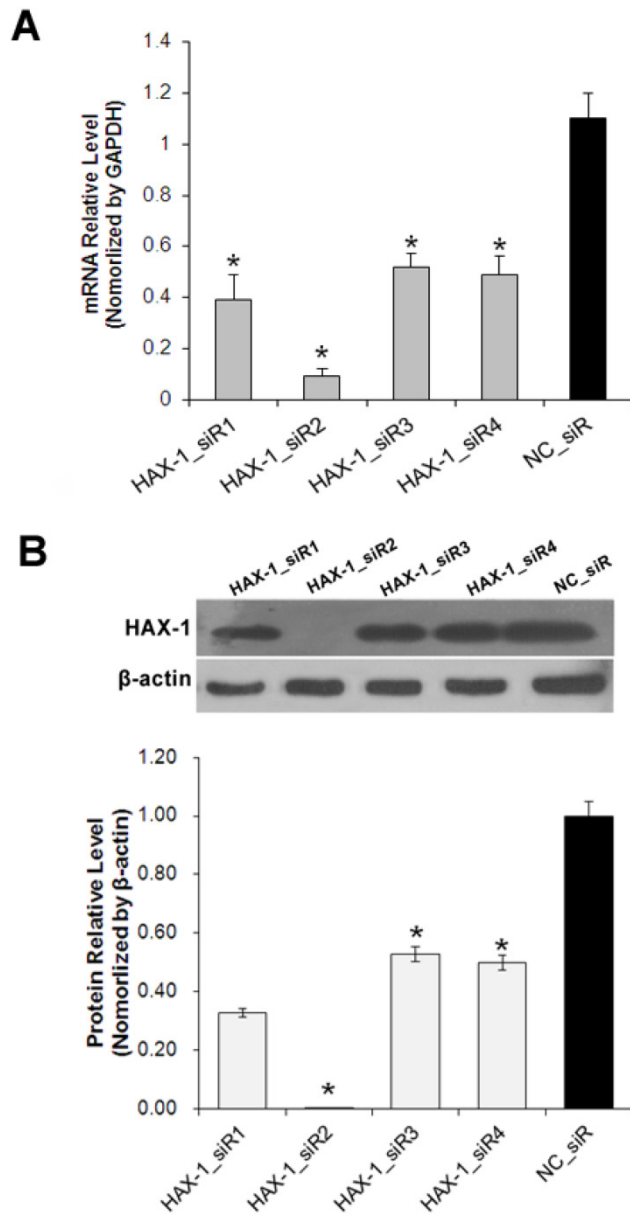 A
mRNA Relative Level
(Nomorlized by GAPDH)
1.4
1.2
1
0.8
0.6
0.4
0.2
0
*
*
*
*
HAX-1_siR1
HAX-1_siR2
HAX-1_siR3
HAX-1_siR4
NC_siR
B
HAX-1_siR1
HAX-1_siR2
HAX-1_siR3
HAX-1_siR4
NC_siR
HAX-1
β-actin
Protein Relative Level
(Nomorlized by β-actin)
1.20
1.00
0.80
0.60
0.40
0.20
0.00
*
*
*
HAX-1_siR1
HAX-1_siR2
HAX-1_siR3
HAX-1_siR4
NC_siR